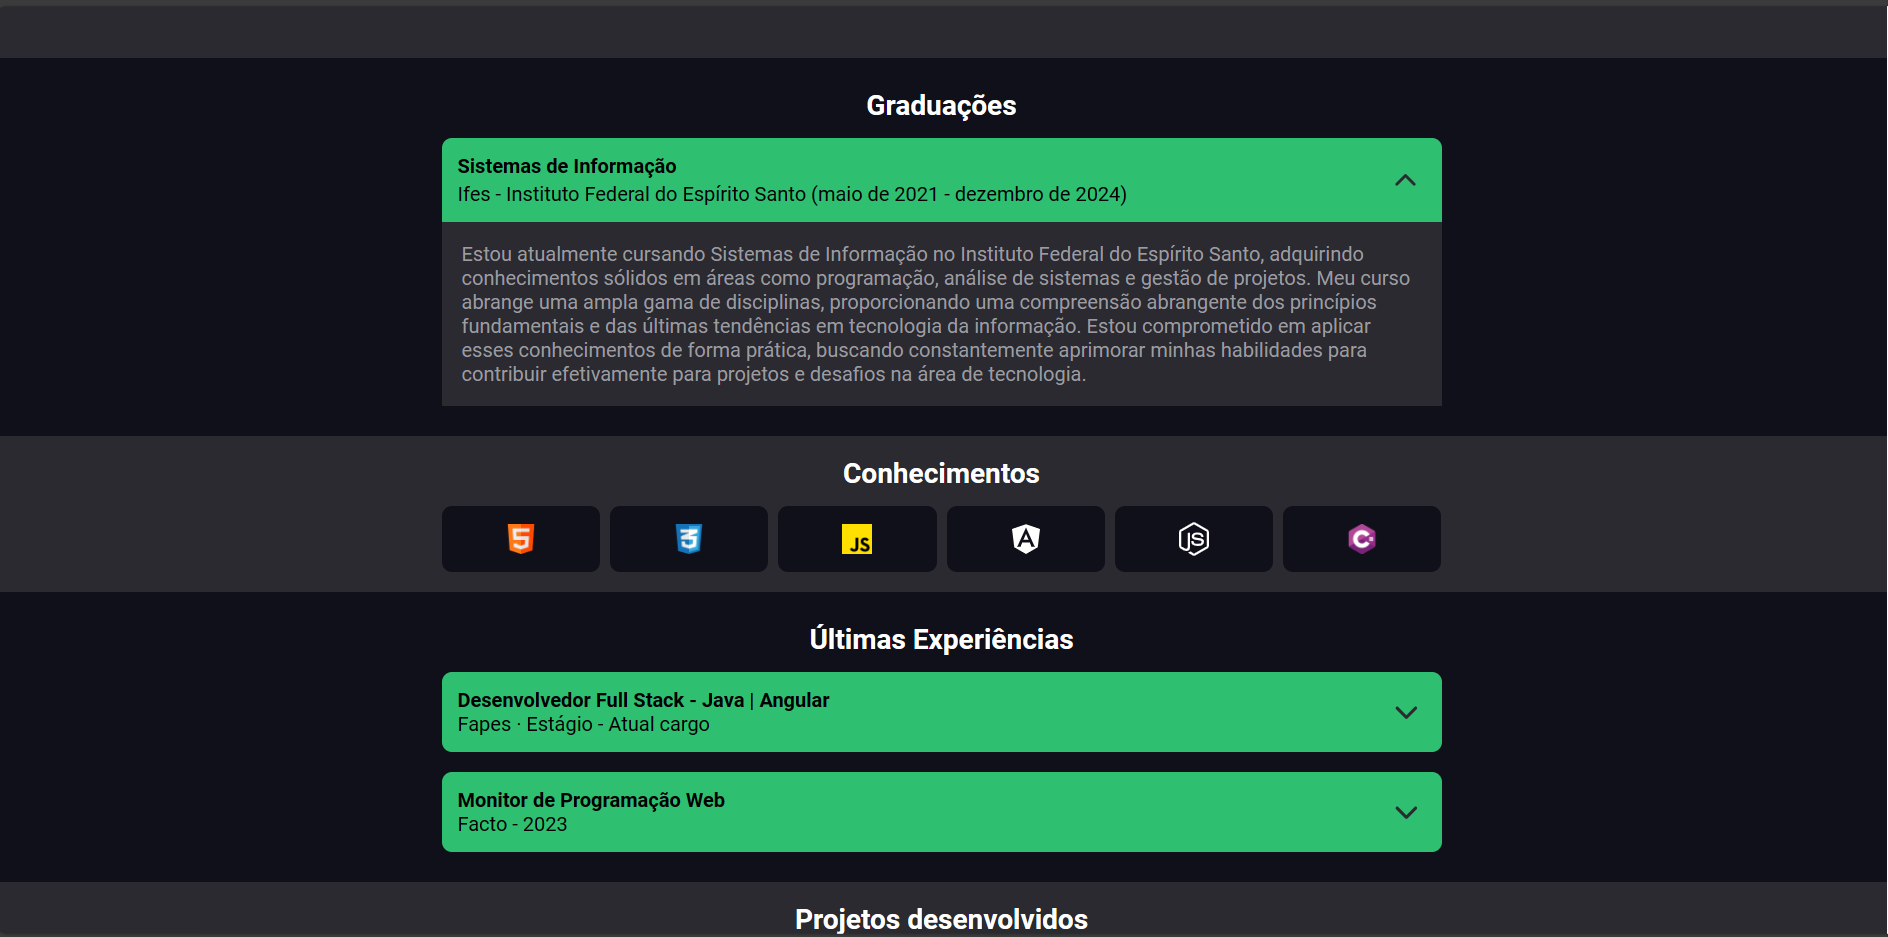 Graduações
Sistemas de Informação
Ifes - Instituto Federal do Espírito Santo (maio de 2021 - dezembro de 2024)
Estou atualmente cursando Sistemas de Informação no Instituto Federal do Espírito Santo, adquirindo
conhecimentos sólidos em áreas como programação, análise de sistemas e gestão de projetos. Meu curso
abrange uma ampla gama de disciplinas, proporcionando uma compreensão abrangente dos princípios
fundamentais e das últimas tendências em tecnologia da informação. Estou comprometido em aplicar
esses conhecimentos de forma prática, buscando constantemente aprimorar minhas habilidades para
contribuir efetivamente para projetos e desafios na área de tecnologia.
Conhecimentos
5 3 JS A JS C
Últimas Experiências
Desenvolvedor Full Stack - Java | Angular
Fapes · Estágio - Atual cargo
Monitor de Programação Web
Facto - 2023
Projetos desenvolvidos